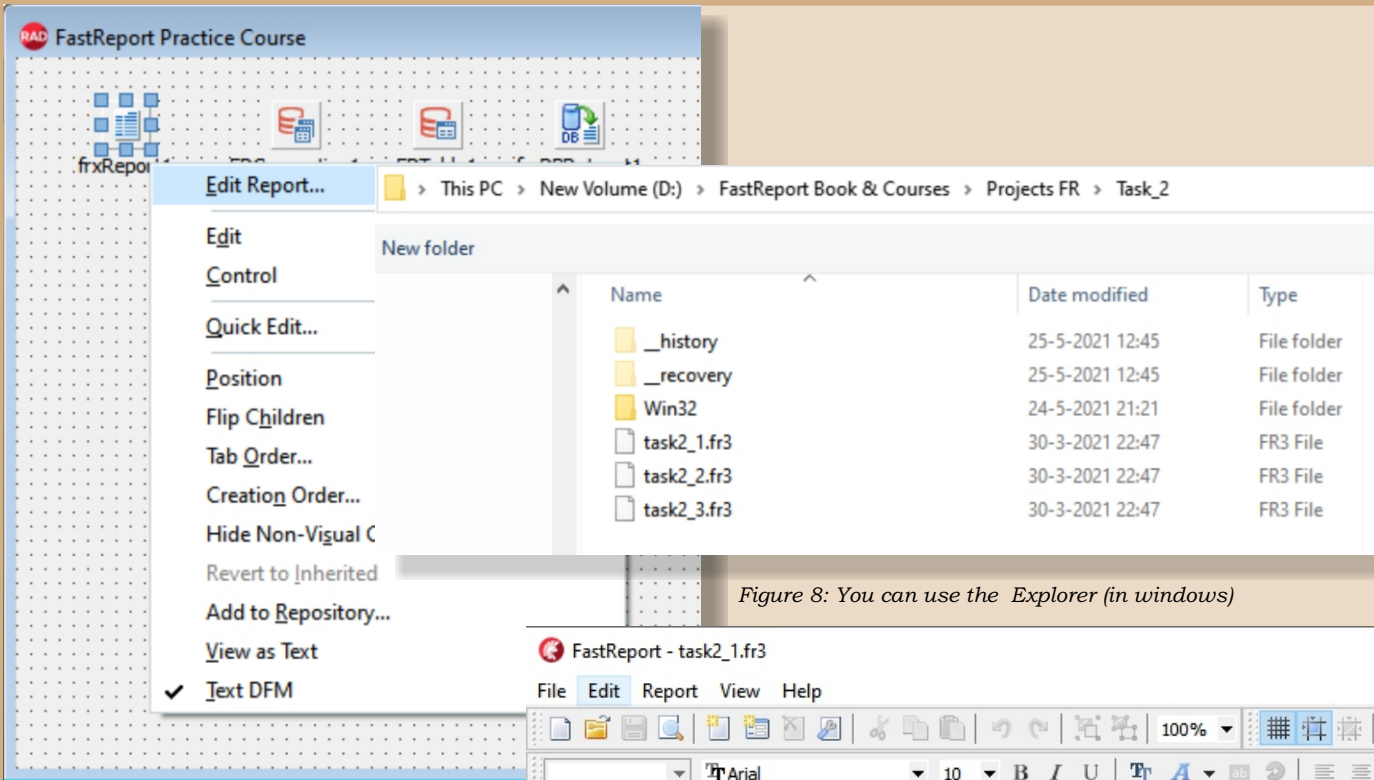 RAD FastReport Practice Course
DB
frxRepor
Edit Report...
Edit
Control
Quick Edit...
Position
Flip Children
Tab Order...
Creation Order...
Hide Non-Visual C
Revert to Inherited
Add to Repository...
View as Text
✓ Text DFM
› This PC › New Volume (D:) › FastReport Book & Courses › Projects FR › Task_2
New folder
Name Date modified Type
__history 25-5-2021 12:45 File folder
__recovery 25-5-2021 12:45 File folder
Win32 24-5-2021 21:21 File folder
task2_1.fr3 30-3-2021 22:47 FR3 File
task2_2.fr3 30-3-2021 22:47 FR3 File
task2_3.fr3 30-3-2021 22:47 FR3 File
Figure 8: You can use the Explorer (in windows)
FastReport - task2_1.fr3
File Edit Report View Help
100%
Arial 10 B I U